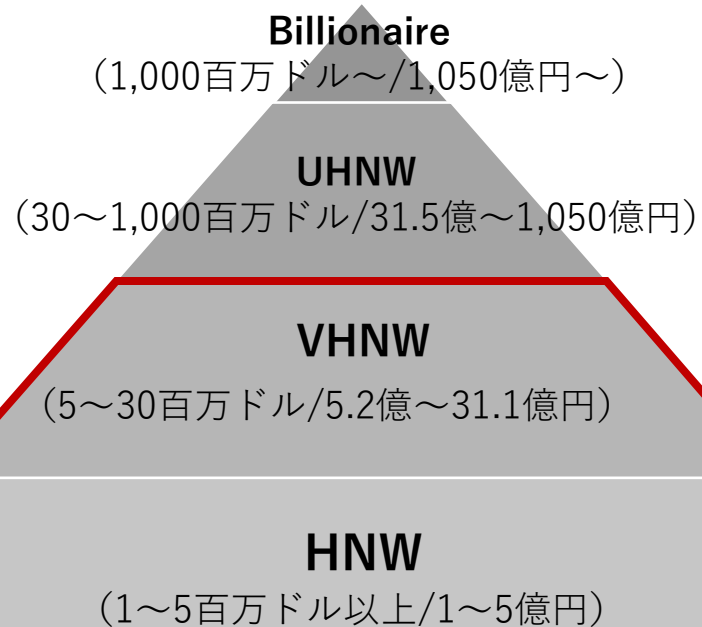 Billionaire
（1,000百万ドル～/1,050億円～）
UHNW
（30～1,000百万ドル/31.5億～1,050億円）
VHNW
（5～30百万ドル/5.2億～31.1億円）
HNW
（1～5百万ドル以上/1～5億円）